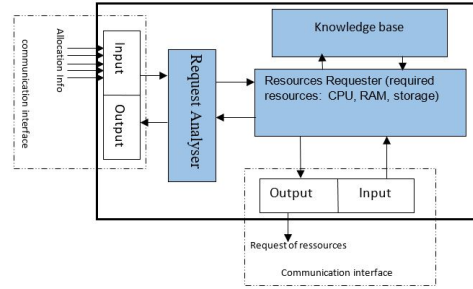 Knowledge base
Allocation Info
communication interface
Input
Output
Request Analyser
Resources Requester (required
resources: CPU, RAM, storage)
Output
Input
Request of ressources
Communication interface